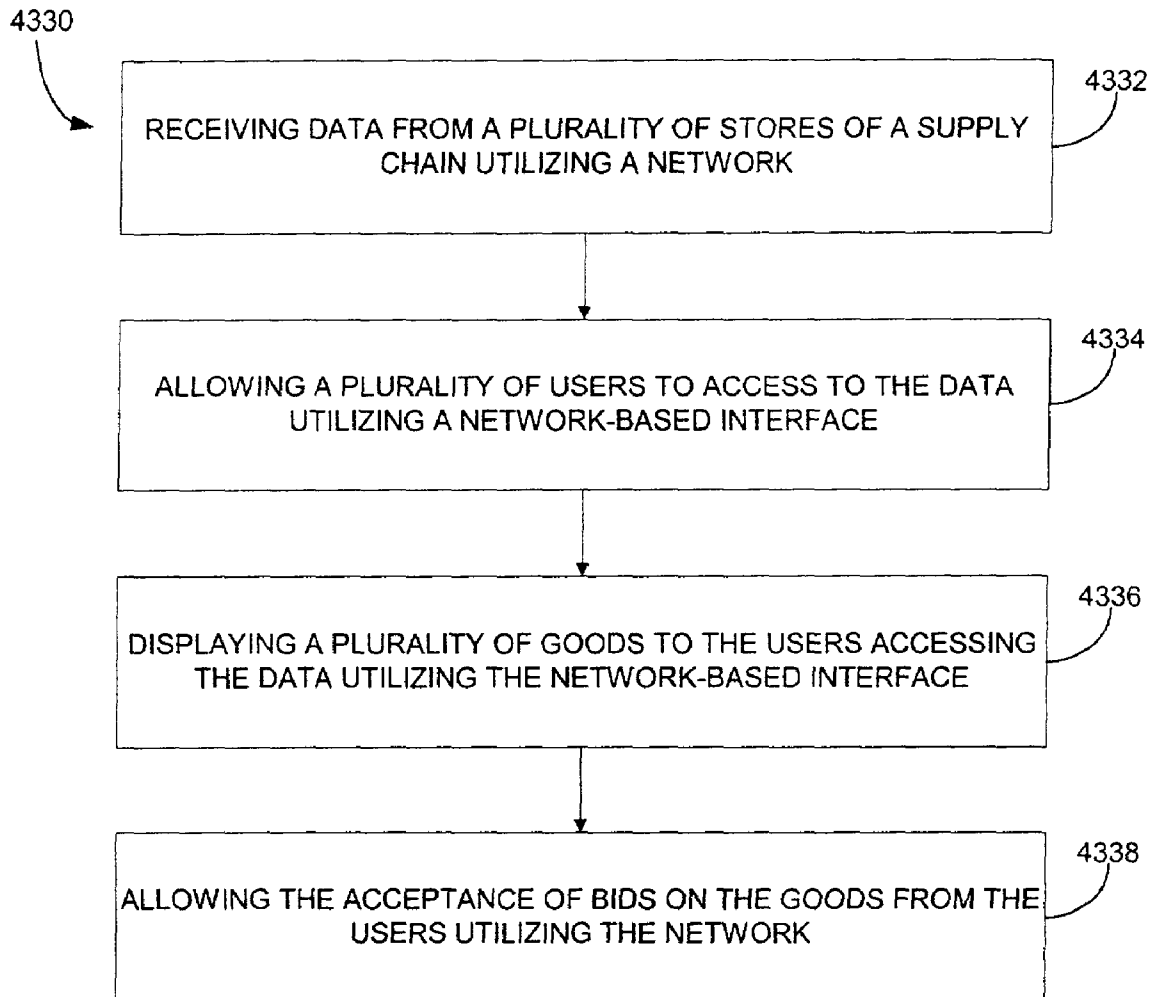 4330
4332
RECEIVING DATA FROM A PLURALITY OF STORES OF A SUPPLY
CHAIN UTILIZING A NETWORK
4334
ALLOWING A PLURALITY OF USERS TO ACCESS TO THE DATA
UTILIZING A NETWORK-BASED INTERFACE
4336
DISPLAYING A PLURALITY OF GOODS TO THE USERS ACCESSING
THE DATA UTILIZING THE NETWORK-BASED INTERFACE
4338
ALLOWING THE ACCEPTANCE OF BIDS ON THE GOODS FROM THE
USERS UTILIZING THE NETWORK